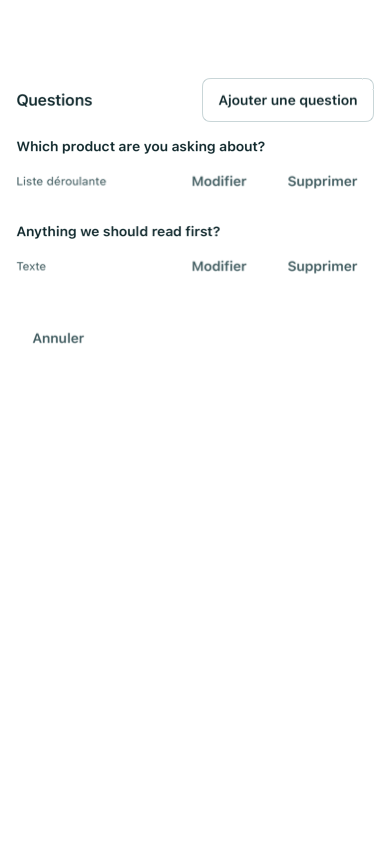 Questions
Ajouter une question
Which product are you asking about?
Liste déroulante
Modifier
Supprimer
Anything we should read first?
Texte
Modifier
Supprimer
Annuler